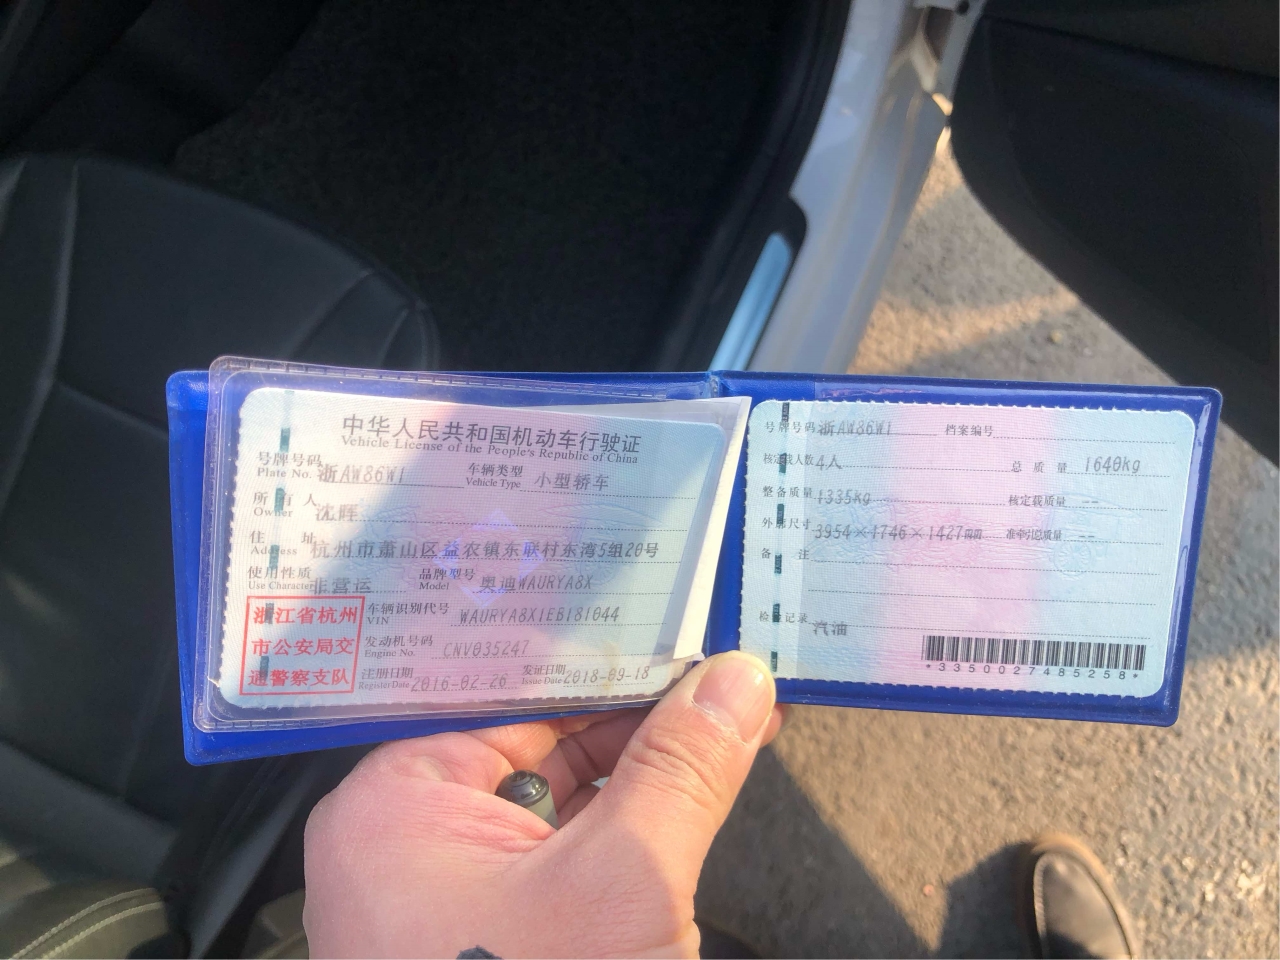 中华人民共和国机动车行驶证
Vehicle License of the People's Republic of China
号牌号码 浙AW86W1 车辆类型 小型轿车
Plate No. Vehicle Type
所有人 沈晖
Owner
住址 杭州市萧山区益农镇东联村东湾5组20号
Address
使用性质 非营运 品牌型号 奥迪WAURYA8X
Use Character Model
浙江省杭州
市公安局交
通警察支队
车辆识别代号 WAURYA8X1EB181044
VIN
发动机号码 CNV035247
Engine No.
注册日期 2016-02-26 发证日期 2018-09-18
Register Date Issue Date
号牌号码 浙AW86W1 档案编号
核定载人数 4人 总质量 1640kg
整备质量 1335kg 核定载质量 --
外廓尺寸 3954×1746×1427mm 准牵引总质量 --
备注
检验记录 汽油
*3350027485258*